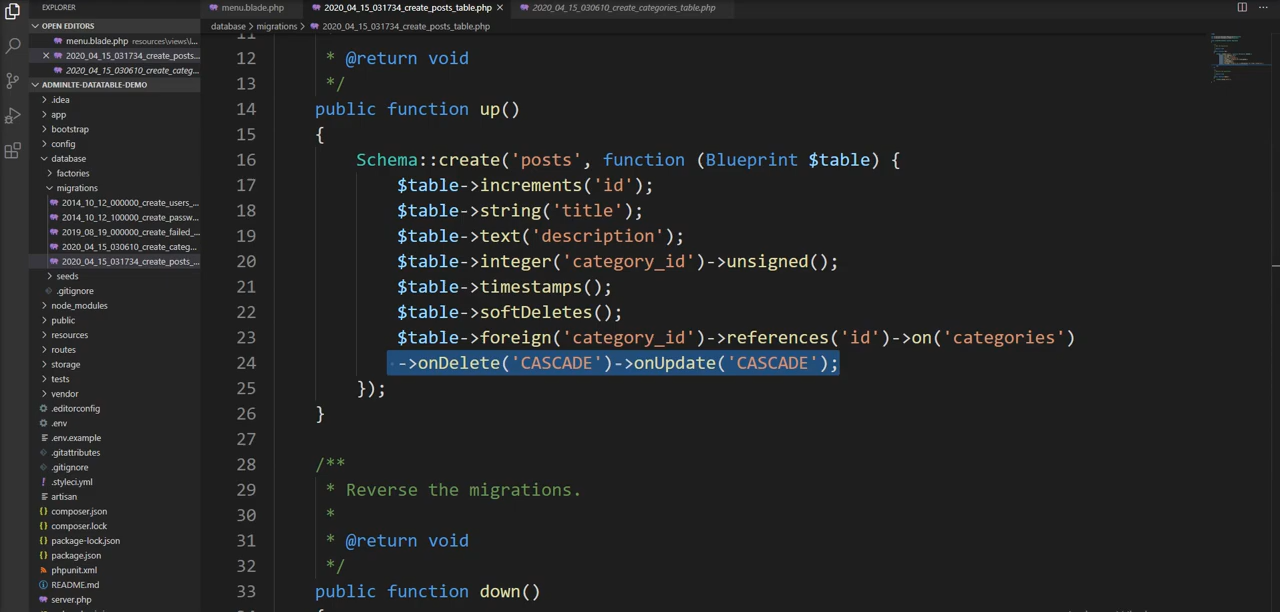 EXPLORER
OPEN EDITORS
menu.blade.php resources\views\l...
2020_04_15_031734_create_posts...
2020_04_15_030610_create_categ...
ADMINLTE-DATATABLE-DEMO
.idea
app
bootstrap
config
database
factories
migrations
2014_10_12_000000_create_users_...
2014_10_12_100000_create_passw...
2019_08_19_000000_create_failed_...
2020_04_15_030610_create_categ...
2020_04_15_031734_create_posts_...
seeds
.gitignore
node_modules
public
resources
routes
storage
tests
vendor
.editorconfig
.env
.env.example
.gitattributes
.gitignore
.styleci.yml
artisan
composer.json
composer.lock
package-lock.json
package.json
phpunit.xml
README.md
server.php
menu.blade.php
2020_04_15_031734_create_posts_table.php
2020_04_15_030610_create_categories_table.php
database > migrations > 2020_04_15_031734_create_posts_table.php
11
12 * @return void
13 */
14 public function up()
15 {
16 Schema::create('posts', function (Blueprint $table) {
17 $table->increments('id');
18 $table->string('title');
19 $table->text('description');
20 $table->integer('category_id')->unsigned();
21 $table->timestamps();
22 $table->softDeletes();
23 $table->foreign('category_id')->references('id')->on('categories')
24 ->onDelete('CASCADE')->onUpdate('CASCADE');
25 });
26 }
27
28 /**
29 * Reverse the migrations.
30 *
31 * @return void
32 */
33 public function down()